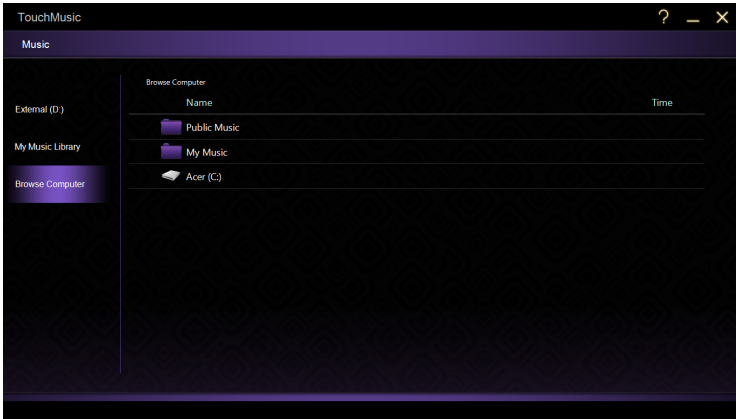 TouchMusic
Music
External (D:)
My Music Library
Browse Computer
Browse Computer
Name Time
Public Music
My Music
Acer (C:)